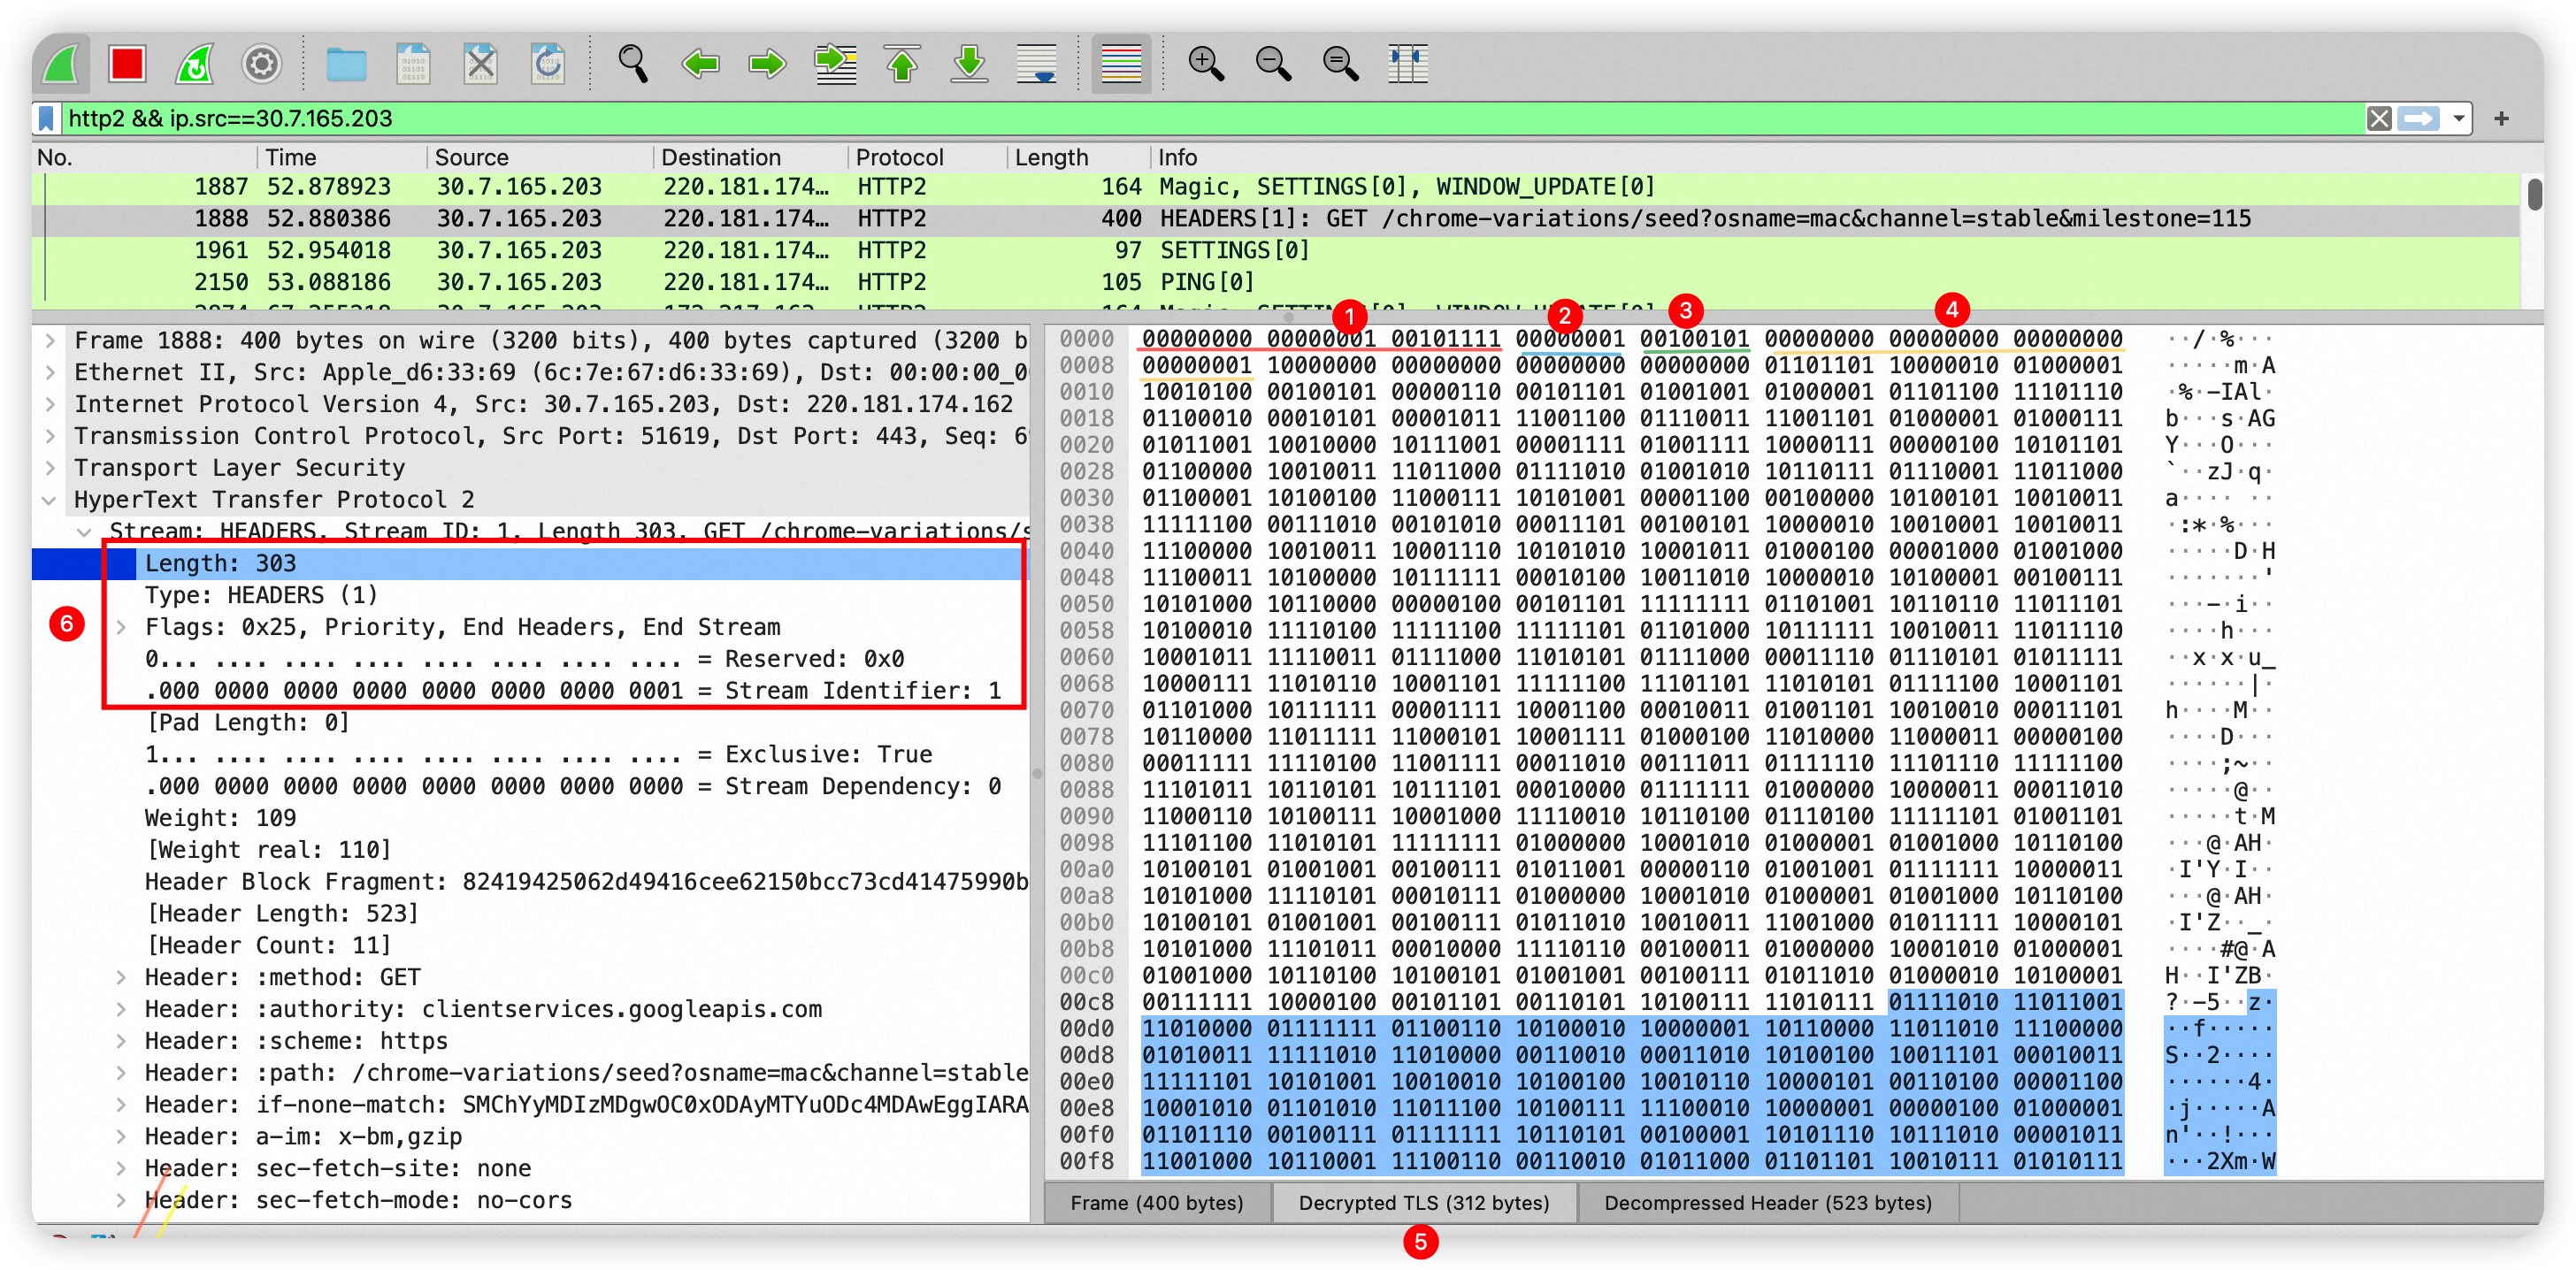 http2 && ip.src==30.7.165.203
No. Time Source Destination Protocol Length Info
1887 52.878923 30.7.165.203 220.181.174… HTTP2 164 Magic, SETTINGS[0], WINDOW_UPDATE[0]
1888 52.880386 30.7.165.203 220.181.174… HTTP2 400 HEADERS[1]: GET /chrome-variations/seed?osname=mac&channel=stable&milestone=115
1961 52.954018 30.7.165.203 220.181.174… HTTP2 97 SETTINGS[0]
2150 53.088186 30.7.165.203 220.181.174… HTTP2 105 PING[0]
1 2 3 4
Frame 1888: 400 bytes on wire (3200 bits), 400 bytes captured (3200 b
Ethernet II, Src: Apple_d6:33:69 (6c:7e:67:d6:33:69), Dst: 00:00:00_0
Internet Protocol Version 4, Src: 30.7.165.203, Dst: 220.181.174.162
Transmission Control Protocol, Src Port: 51619, Dst Port: 443, Seq: 6
Transport Layer Security
HyperText Transfer Protocol 2
Stream: HEADERS, Stream ID: 1, Length 303, GET /chrome-variations/s
Length: 303
Type: HEADERS (1)
6
Flags: 0x25, Priority, End Headers, End Stream
0... .... .... .... .... .... .... .... = Reserved: 0x0
.000 0000 0000 0000 0000 0000 0000 0001 = Stream Identifier: 1
[Pad Length: 0]
1... .... .... .... .... .... .... .... = Exclusive: True
.000 0000 0000 0000 0000 0000 0000 0000 = Stream Dependency: 0
Weight: 109
[Weight real: 110]
Header Block Fragment: 82419425062d49416cee62150bcc73cd41475990b
[Header Length: 523]
[Header Count: 11]
Header: :method: GET
Header: :authority: clientservices.googleapis.com
Header: :scheme: https
Header: :path: /chrome-variations/seed?osname=mac&channel=stable
Header: if-none-match: SMChYyMDIzMDgwOC0xODAyMTYuODc4MDAwEggIARA
Header: a-im: x-bm,gzip
Header: sec-fetch-site: none
Header: sec-fetch-mode: no-cors
0000 00000000 00000001 00101111 00000001 00100101 00000000 00000000 00000000 ··/·%···
0008 00000001 10000000 00000000 00000000 00000000 01101101 10000010 01000001 ·····m·A
0010 10010100 00100101 00000110 00101101 01001001 01000001 01101100 11101110 ·%·-IAl·
0018 01100010 00010101 00001011 11001100 01110011 11001101 01000001 01000111 b···s·AG
0020 01011001 10010000 10111001 00001111 01001111 10000111 00000100 10101101 Y···O···
0028 01100000 10010011 11011000 01111010 01001010 10110111 01110001 11011000 `··zJ·q·
0030 01100001 10100100 11000111 10101001 00001100 00100000 10100101 10010011 a···· ··
0038 11111100 00111010 00101010 00011101 00100101 10000010 10010001 10010011 ·:*·%···
0040 11100000 10010011 10001110 10101010 10001011 01000100 00001000 01001000 ·····D·H
0048 11100011 10100000 10111111 00010100 10011010 10000010 10100001 00100111 ·······'
0050 10101000 10110000 00000100 00101101 11111111 01101001 10110110 11011011 ···-·i··
0058 10100010 11110100 11111100 11111101 01101000 10111111 10010011 11011110 ····h···
0060 10001011 11110011 01111000 11010101 01111000 00011110 01110101 01011111 ··x·x·u_
0068 10000111 11010110 10001101 11111100 11101101 11010101 01111100 10001101 ······|·
0070 01101000 10111111 00001111 10001100 00010011 01001101 10010010 00011101 h····M··
0078 10110000 11011111 11000101 10001111 01000100 11010000 11000011 00000100 ····D···
0080 00011111 11110100 11001111 00011010 00111011 01111110 11101110 11111100 ····;~··
0088 11101011 10110101 10111101 00010000 01111111 01000000 10000011 00011010 ·····@··
0090 11000110 10100111 10001000 11110010 10110100 01110100 11111101 01001101 ·····t·M
0098 11101100 11010101 11111111 01000000 10001010 01000001 01001000 10110100 ···@·AH·
00a0 10100101 01001001 00100111 01011001 00000110 01001001 01111111 10000011 ·I'Y·I··
00a8 10101000 11110101 00010111 01000000 10001010 01000001 01001000 10110100 ···@·AH·
00b0 10100101 01001001 00100111 01011010 10010011 11001000 01011111 10000101 ·I'Z··_·
00b8 10101000 11101011 00010000 11110110 00100011 01000000 10001010 01000001 ····#@·A
00c0 01001000 10110100 10100101 01001001 00100111 01011010 01000010 10100001 H··I'ZB·
00c8 00111111 10000100 00101101 00110101 10100111 11010111 01111010 11011001 ?·-5··z·
00d0 11010000 01111111 01100110 10100010 10000001 10110000 11011010 11100000 ··f·····
00d8 01010011 11111010 11010000 00110010 00011010 10100100 10011101 00010011 S··2····
00e0 11111101 10101001 10010010 10100100 10010110 10000101 00110100 00001100 ······4·
00e8 10001010 01101010 11011100 10100111 11100010 10000001 00000100 01000001 ·j·····A
00f0 01101110 00100111 01111111 10110101 00100001 10101110 10111010 00001011 n'··!···
00f8 11001000 10110001 11100110 00110010 01011000 01101101 10010111 01010111 ···2Xm·W
Frame (400 bytes) Decrypted TLS (312 bytes) Decompressed Header (523 bytes)
5